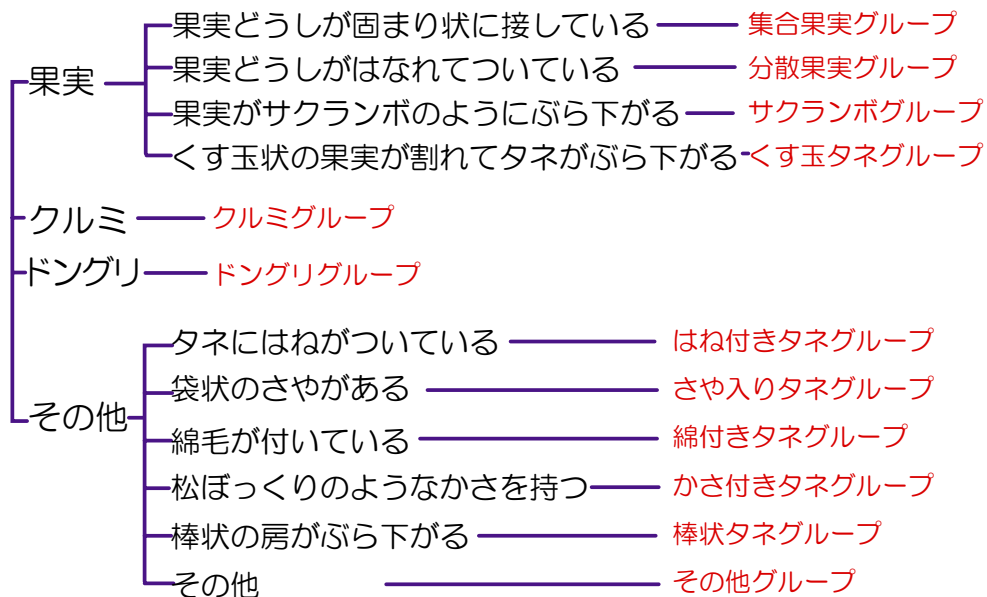 果実
果実どうしが固まり状に接している 集合果実グループ
果実どうしがはなれてついている 分散果実グループ
果実がサクランボのようにぶら下がる サクランボグループ
くす玉状の果実が割れてタネがぶら下がる くす玉タネグループ
クルミ クルミグループ
ドングリ ドングリグループ
その他
タネにはねがついている はね付きタネグループ
袋状のさやがある さや入りタネグループ
綿毛が付いている 綿付きタネグループ
松ぼっくりのようなかさを持つ かさ付きタネグループ
棒状の房がぶら下がる 棒状タネグループ
その他 その他グループ